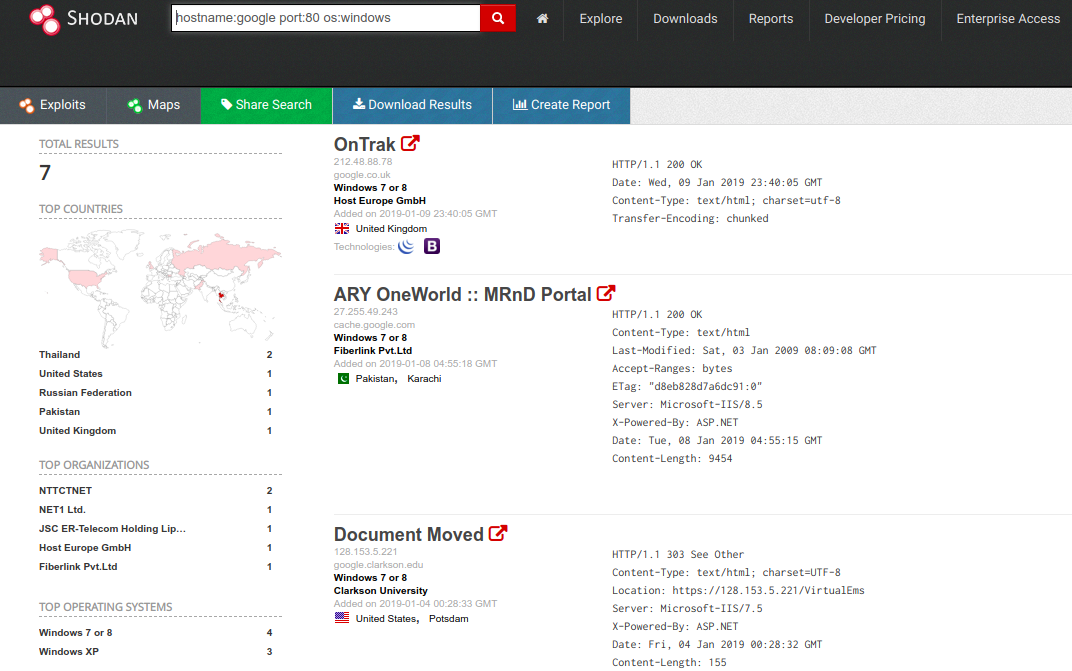 SHODAN
hostname:google port:80 os:windows
Explore
Downloads
Reports
Developer Pricing
Enterprise Access
Exploits
Maps
Share Search
Download Results
Create Report
TOTAL RESULTS
7
TOP COUNTRIES
Thailand 2
United States 1
Russian Federation 1
Pakistan 1
United Kingdom 1
TOP ORGANIZATIONS
NTTCTNET 2
NET1 Ltd. 1
JSC ER-Telecom Holding Lip... 1
Host Europe GmbH 1
Fiberlink Pvt.Ltd 1
TOP OPERATING SYSTEMS
Windows 7 or 8 4
Windows XP 3
OnTrak
212.48.88.78
google.co.uk
Windows 7 or 8
Host Europe GmbH
Added on 2019-01-09 23:40:05 GMT
United Kingdom
Technologies:
B
HTTP/1.1 200 OK
Date: Wed, 09 Jan 2019 23:40:05 GMT
Content-Type: text/html; charset=utf-8
Transfer-Encoding: chunked
ARY OneWorld :: MRnD Portal
27.255.49.243
cache.google.com
Windows 7 or 8
Fiberlink Pvt.Ltd
Added on 2019-01-08 04:55:18 GMT
Pakistan, Karachi
HTTP/1.1 200 OK
Content-Type: text/html
Last-Modified: Sat, 03 Jan 2009 08:09:08 GMT
Accept-Ranges: bytes
ETag: "d8eb828d7a6dc91:0"
Server: Microsoft-IIS/8.5
X-Powered-By: ASP.NET
Date: Tue, 08 Jan 2019 04:55:15 GMT
Content-Length: 9454
Document Moved
128.153.5.221
google.clarkson.edu
Windows 7 or 8
Clarkson University
Added on 2019-01-04 00:28:33 GMT
United States, Potsdam
HTTP/1.1 303 See Other
Content-Type: text/html; charset=UTF-8
Location: https://128.153.5.221/VirtualEms
Server: Microsoft-IIS/7.5
X-Powered-By: ASP.NET
Date: Fri, 04 Jan 2019 00:28:32 GMT
Content-Length: 155